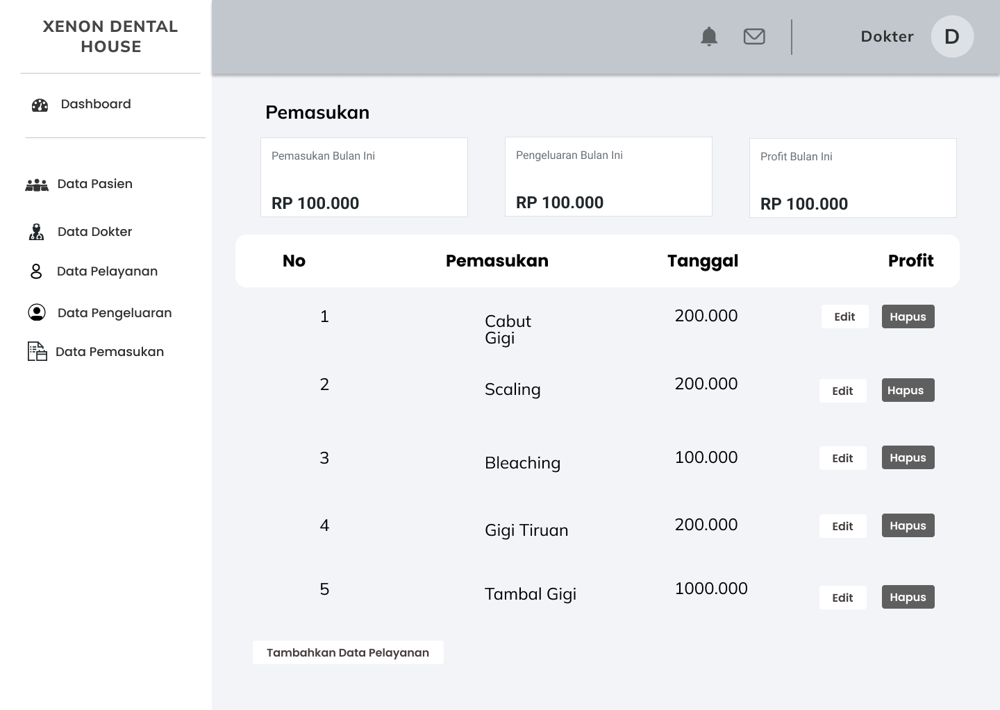 XENON DENTAL
HOUSE
Dokter
D
Dashboard
Data Pasien
Data Dokter
Data Pelayanan
Data Pengeluaran
Data Pemasukan
Pemasukan
Pemasukan Bulan Ini
RP 100.000
Pengeluaran Bulan Ini
RP 100.000
Profit Bulan Ini
RP 100.000
No Pemasukan Tanggal Profit
1 Cabut 200.000 Edit Hapus
Gigi
2 Scaling 200.000 Edit Hapus
3 Bleaching 100.000 Edit Hapus
4 Gigi Tiruan 200.000 Edit Hapus
5 Tambal Gigi 1000.000 Edit Hapus
Tambahkan Data Pelayanan